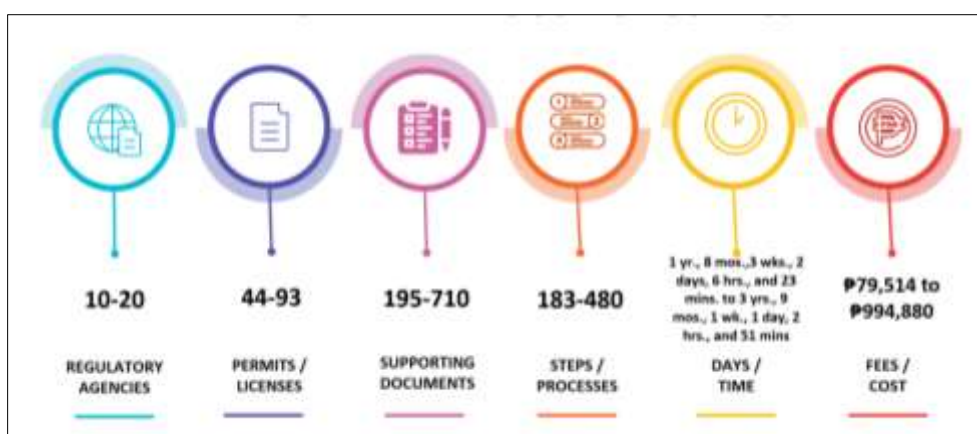 10-20
44-93
195-710
183-480
1 yr., 8 mos.,3 wks., 2
days, 6 hrs., and 23
mins. to 3 yrs., 9
mos., 1 wk., 1 day, 2
hrs., and 51 mins
₱79,514 to
₱994,880
REGULATORY
AGENCIES
PERMITS /
LICENSES
SUPPORTING
DOCUMENTS
STEPS /
PROCESSES
DAYS /
TIME
FEES /
COST